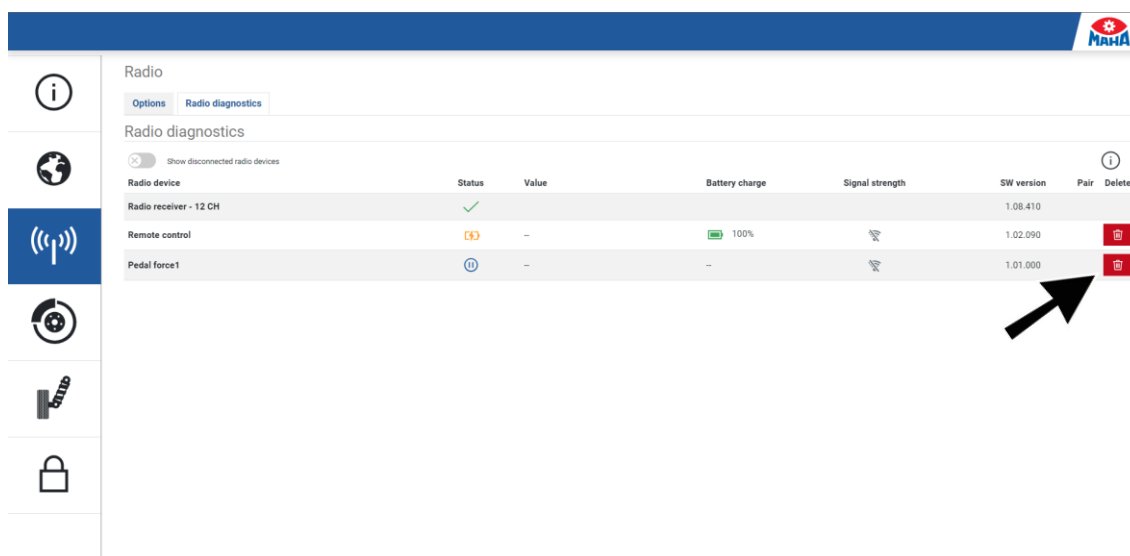 MAHA
Radio
Options Radio diagnostics
Radio diagnostics
Show disconnected radio devices
Radio device Status Value Battery charge Signal strength SW version Pair Delete
Radio receiver - 12 CH 1.08.410
Remote control – 100% 1.02.090
Pedal force1 – – 1.01.000